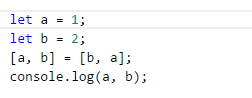 let a = 1;
let b = 2;
[a, b] = [b, a];
console.log(a, b);